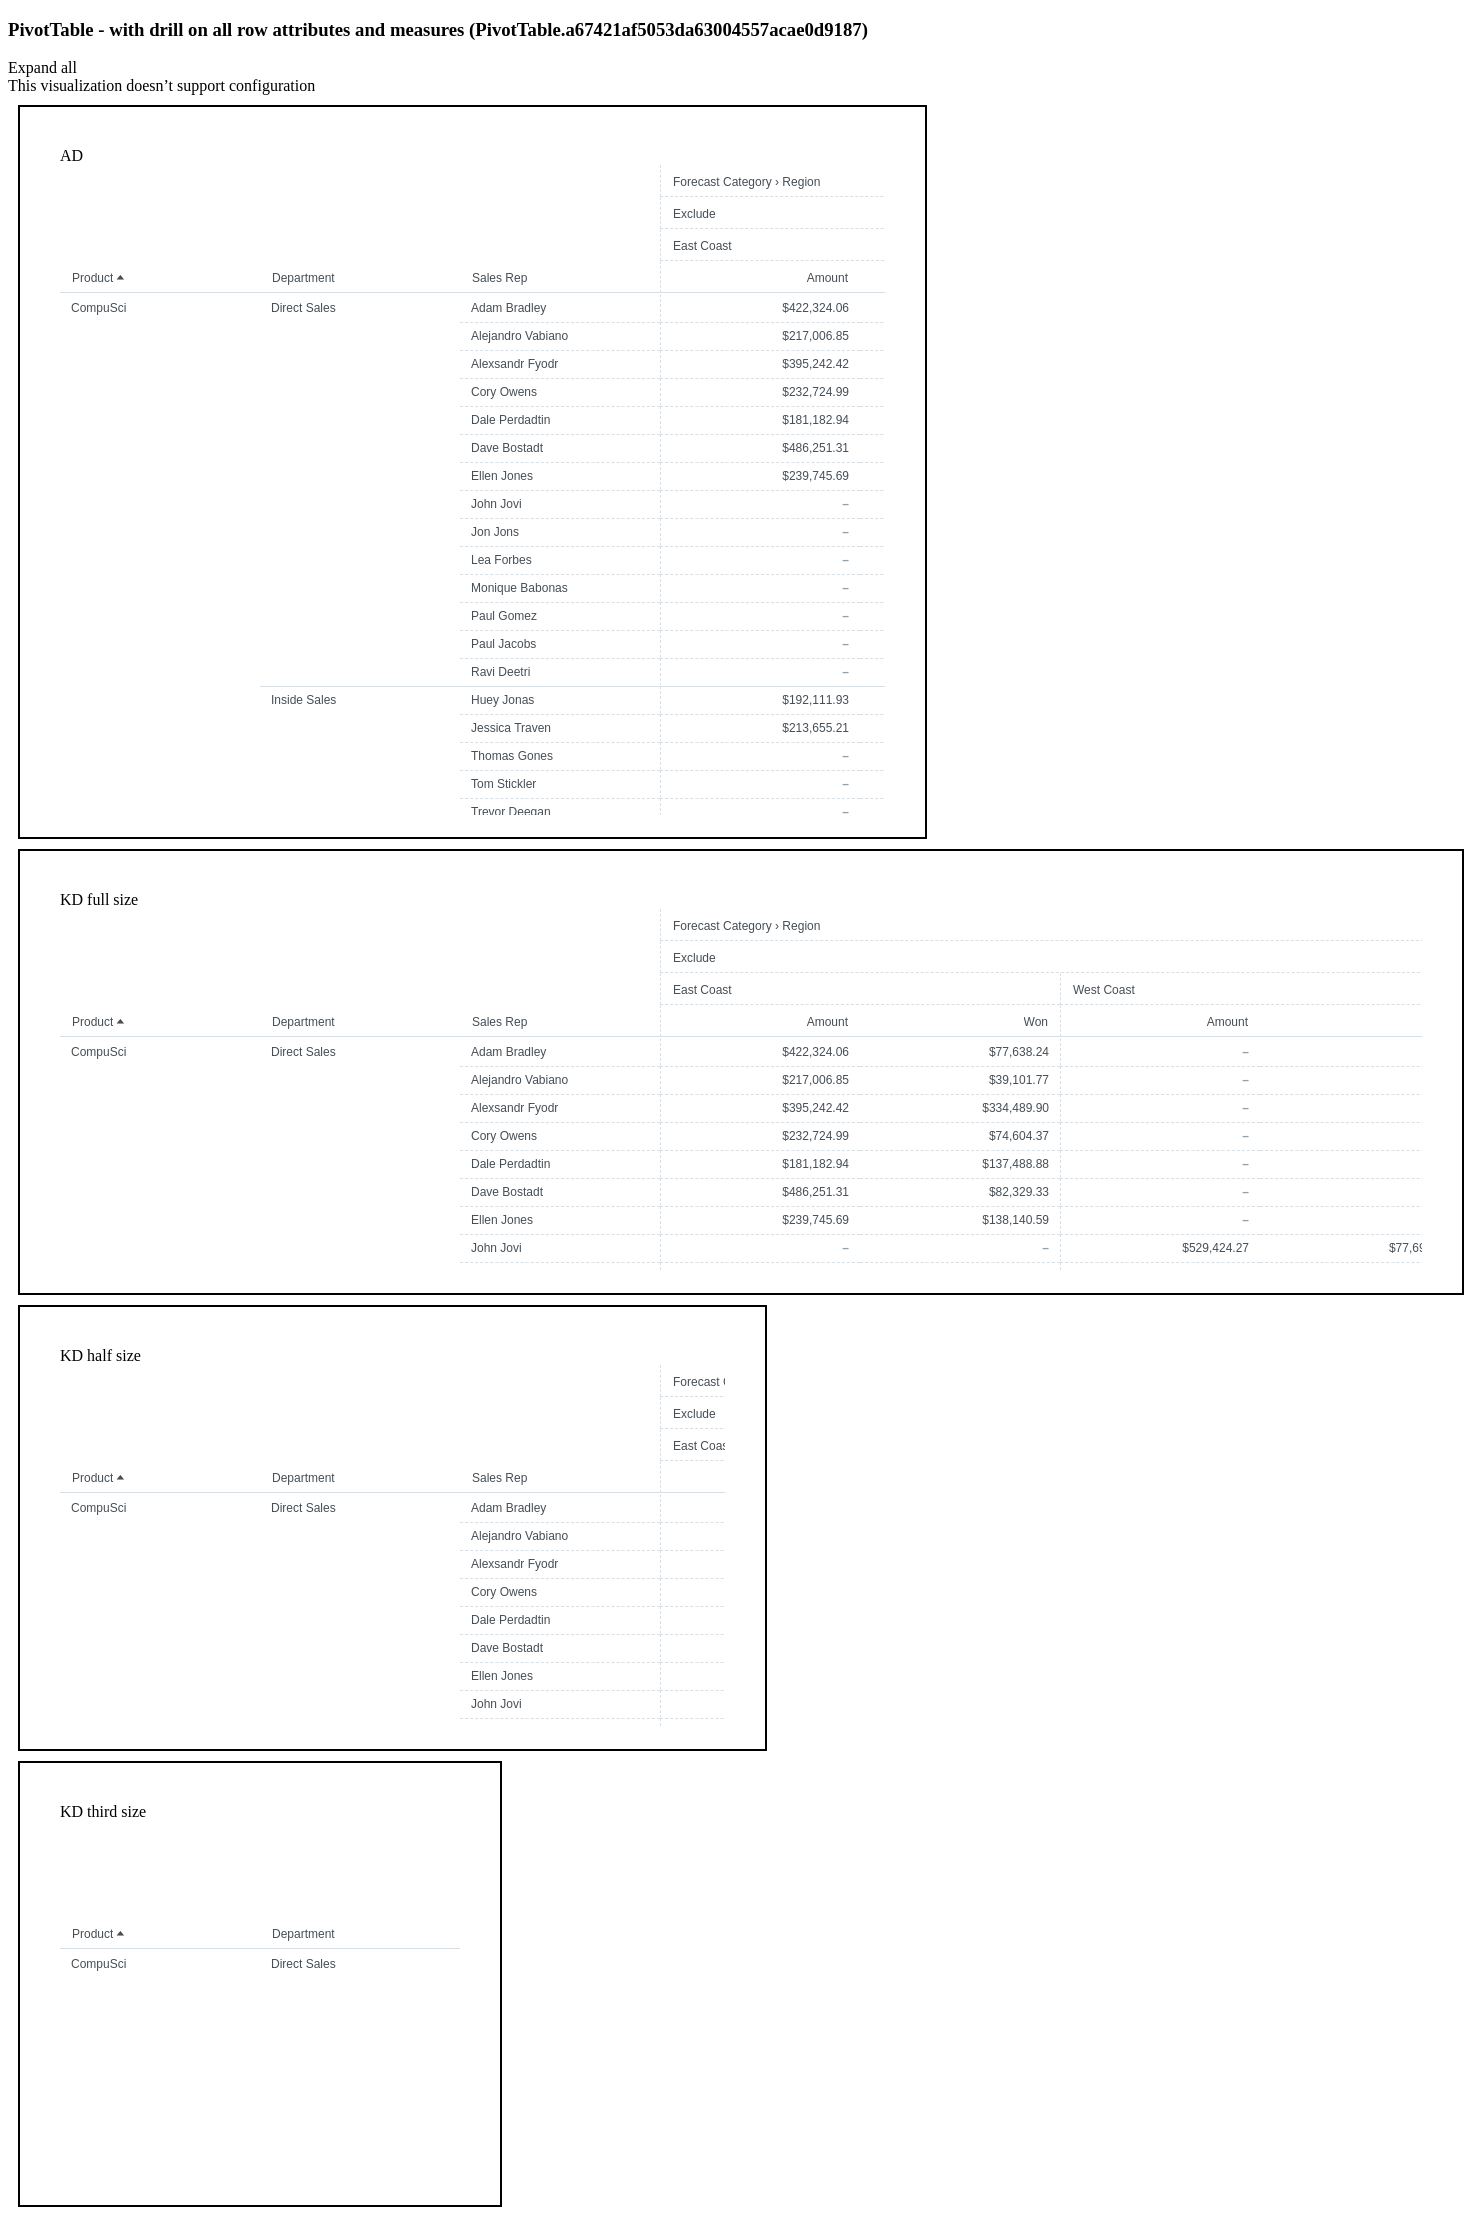 PivotTable - with drill on all row attributes and measures (PivotTable.a67421af5053da63004557acae0d9187)
Expand all
This visualization doesn’t support configuration
AD
Forecast Category › Region
Exclude
East Coast
Product Department Sales Rep Amount
CompuSci Direct Sales Adam Bradley $422,324.06
Alejandro Vabiano $217,006.85
Alexsandr Fyodr $395,242.42
Cory Owens $232,724.99
Dale Perdadtin $181,182.94
Dave Bostadt $486,251.31
Ellen Jones $239,745.69
John Jovi –
Jon Jons –
Lea Forbes –
Monique Babonas –
Paul Gomez –
Paul Jacobs –
Ravi Deetri –
Inside Sales Huey Jonas $192,111.93
Jessica Traven $213,655.21
Thomas Gones –
Tom Stickler –
Trevor Deegan –
KD full size
Forecast Category › Region
Exclude
East Coast West Coast
Product Department Sales Rep Amount Won Amount
CompuSci Direct Sales Adam Bradley $422,324.06 $77,638.24 –
Alejandro Vabiano $217,006.85 $39,101.77 –
Alexsandr Fyodr $395,242.42 $334,489.90 –
Cory Owens $232,724.99 $74,604.37 –
Dale Perdadtin $181,182.94 $137,488.88 –
Dave Bostadt $486,251.31 $82,329.33 –
Ellen Jones $239,745.69 $138,140.59 –
John Jovi – – $529,424.27 $77,69
KD half size
Forecast
Exclude
East Coas
Product Department Sales Rep
CompuSci Direct Sales Adam Bradley
Alejandro Vabiano
Alexsandr Fyodr
Cory Owens
Dale Perdadtin
Dave Bostadt
Ellen Jones
John Jovi
KD third size
Product Department
CompuSci Direct Sales